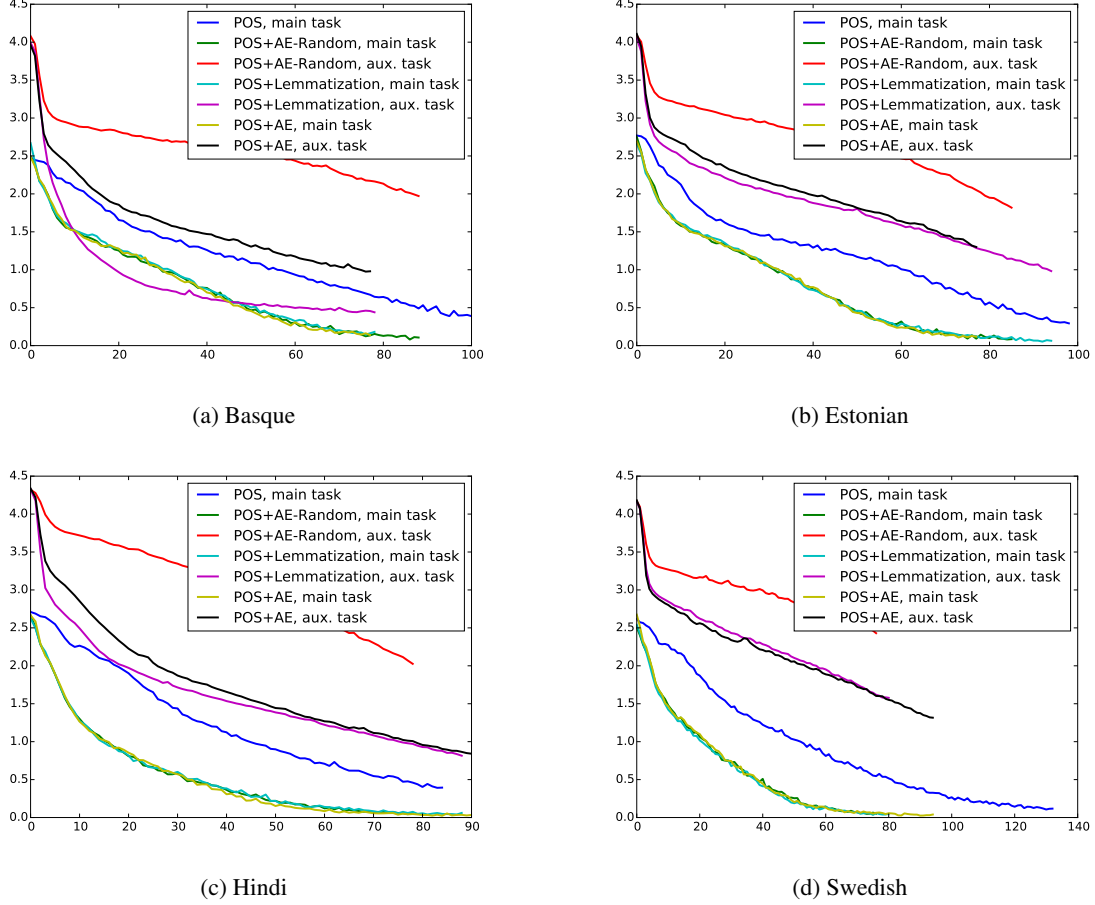 4.5
4.0
3.5
3.0
2.5
2.0
1.5
1.0
0.5
0.0
0 20 40 60 80 100
POS, main task
POS+AE-Random, main task
POS+AE-Random, aux. task
POS+Lemmatization, main task
POS+Lemmatization, aux. task
POS+AE, main task
POS+AE, aux. task
(a) Basque
4.5
4.0
3.5
3.0
2.5
2.0
1.5
1.0
0.5
0.0
0 20 40 60 80 100
POS, main task
POS+AE-Random, main task
POS+AE-Random, aux. task
POS+Lemmatization, main task
POS+Lemmatization, aux. task
POS+AE, main task
POS+AE, aux. task
(b) Estonian
4.5
4.0
3.5
3.0
2.5
2.0
1.5
1.0
0.5
0.0
0 10 20 30 40 50 60 70 80 90
POS, main task
POS+AE-Random, main task
POS+AE-Random, aux. task
POS+Lemmatization, main task
POS+Lemmatization, aux. task
POS+AE, main task
POS+AE, aux. task
(c) Hindi
4.5
4.0
3.5
3.0
2.5
2.0
1.5
1.0
0.5
0.0
0 20 40 60 80 100 120 140
POS, main task
POS+AE-Random, main task
POS+AE-Random, aux. task
POS+Lemmatization, main task
POS+Lemmatization, aux. task
POS+AE, main task
POS+AE, aux. task
(d) Swedish